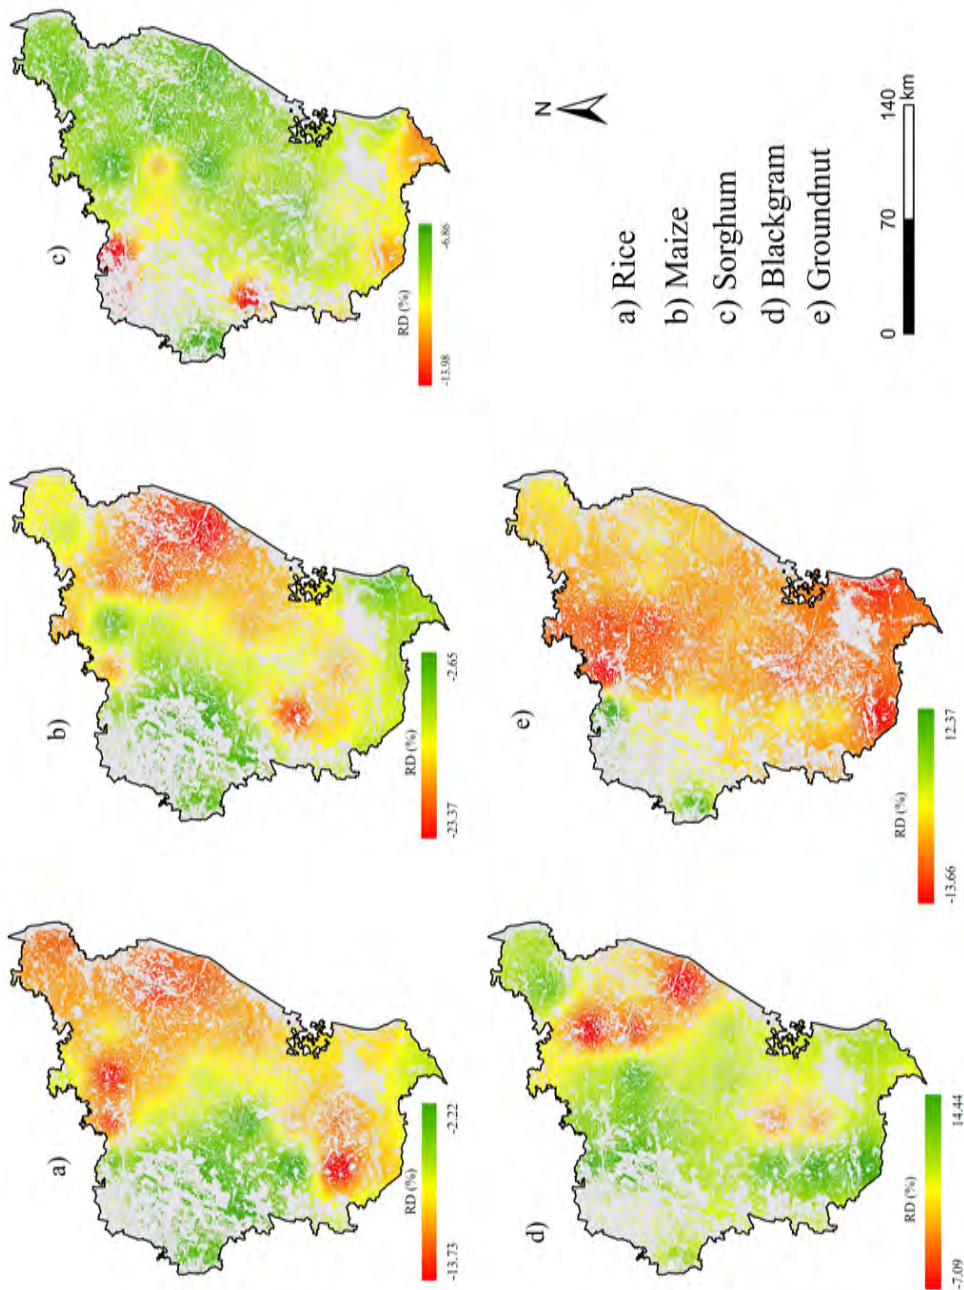 a)
RD (%)
-13.73
-2.22
b)
RD (%)
-23.37
-2.65
c)
RD (%)
-13.98
-6.86
d)
RD (%)
-7.09
14.44
e)
RD (%)
-13.66
12.37
N
a) Rice
b) Maize
c) Sorghum
d) Blackgram
e) Groundnut
0 70 140
km